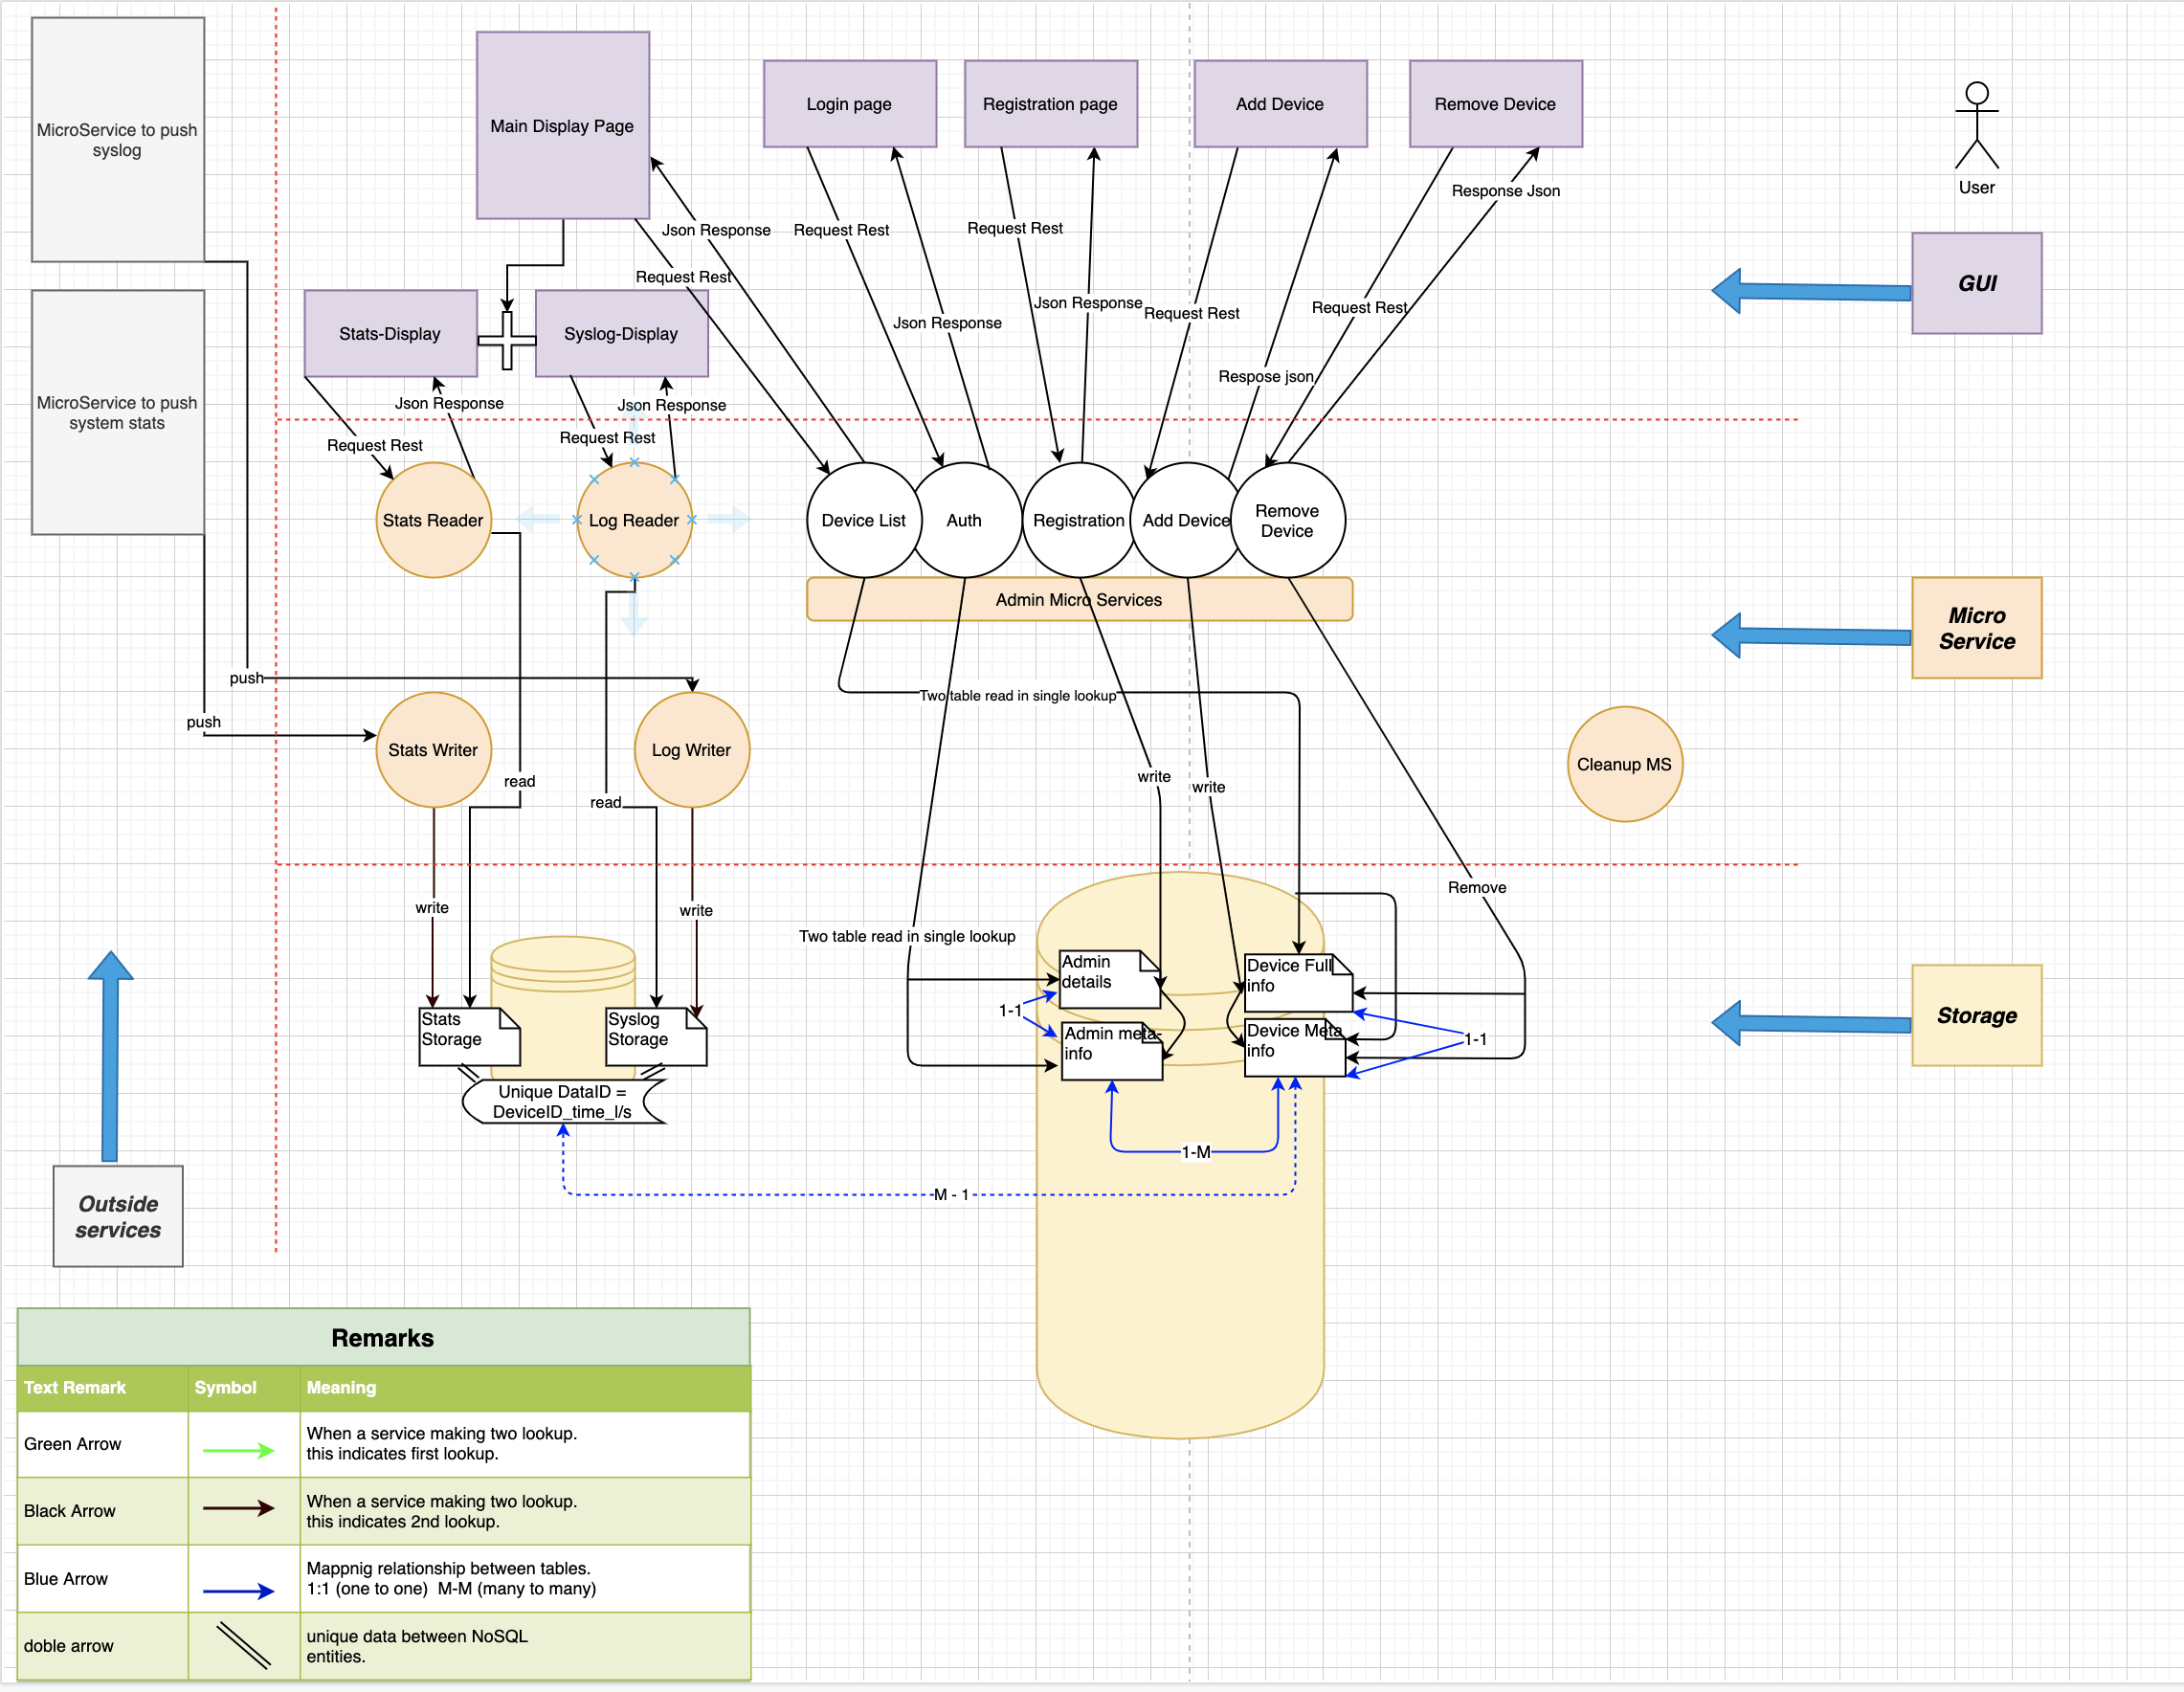 MicroService to push
syslog
Main Display Page
Login page
Registration page
Add Device
Remove Device
User
Response Json
Json Response
Request Rest
Request Rest
Request Rest
Json Response
Json Response
Request Rest
Request Rest
Respose json
GUI
Stats-Display
Syslog-Display
MicroService to push
system stats
Json Response
Json Response
Request Rest
Request Rest
Stats Reader
Log Reader
Device List
Auth
Registration
Add Device
Remove
Device
Admin Micro Services
Micro
Service
push
Two table read in single lookup
push
Stats Writer
Log Writer
Cleanup MS
read
read
write
write
write
write
Remove
Two table read in single lookup
Admin
details
Device Full
info
1-1
Stats
Storage
Syslog
Storage
Admin meta-
info
Device Meta
info
1-1
Storage
Unique DataID =
DeviceID_time_l/s
1-M
M - 1
Outside
services
Remarks
Text Remark
Symbol
Meaning
Green Arrow
When a service making two lookup.
this indicates first lookup.
Black Arrow
When a service making two lookup.
this indicates 2nd lookup.
Blue Arrow
Mappnig relationship between tables.
1:1 (one to one)  M-M (many to many)
doble arrow
unique data between NoSQL
entities.